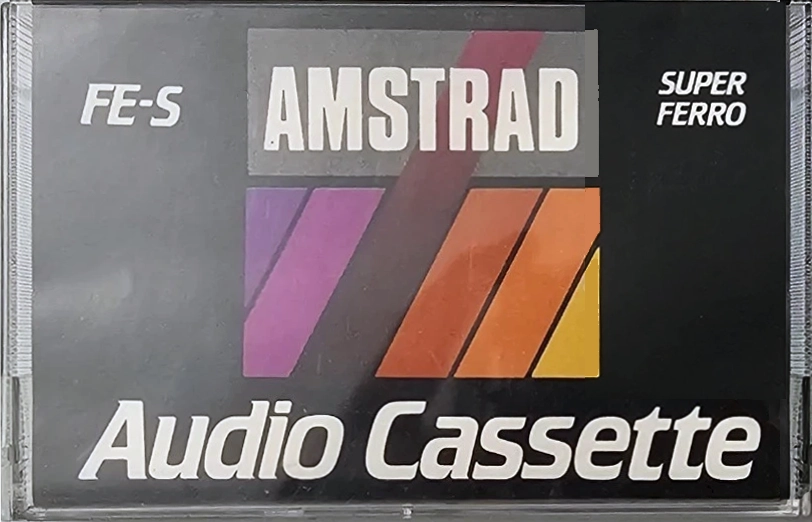 FE-S
AMSTRAD
SUPER
FERRO
Audio Cassette